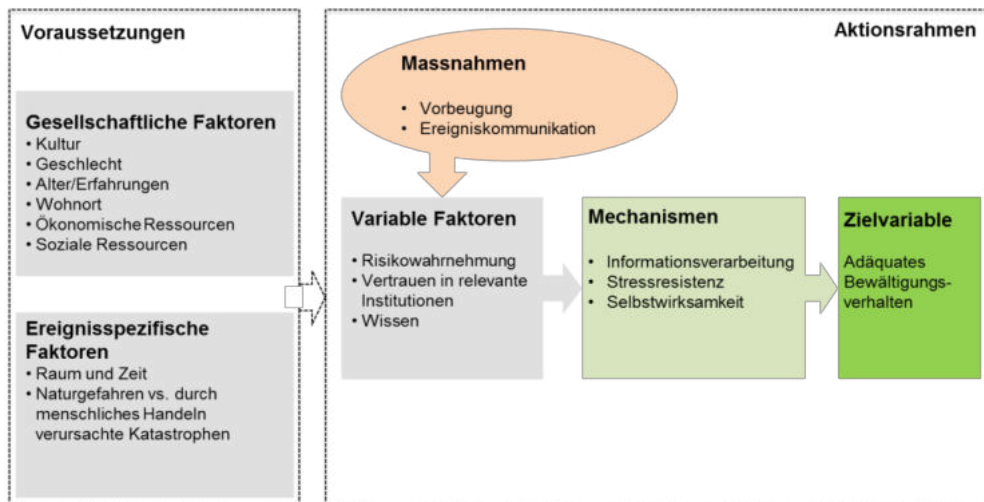 Voraussetzungen
Gesellschaftliche Faktoren
• Kultur
• Geschlecht
• Alter/Erfahrungen
• Wohnort
• Ökonomische Ressourcen
• Soziale Ressourcen
Ereignisspezifische
Faktoren
• Raum und Zeit
• Naturgefahren vs. durch
menschliches Handeln
verursachte Katastrophen
Aktionsrahmen
Massnahmen
• Vorbeugung
• Ereigniskommunikation
Variable Faktoren
• Risikowahrnehmung
• Vertrauen in relevante
Institutionen
• Wissen
Mechanismen
• Informationsverarbeitung
• Stressresistenz
• Selbstwirksamkeit
Zielvariable
Adäquates
Bewältigungs-
verhalten